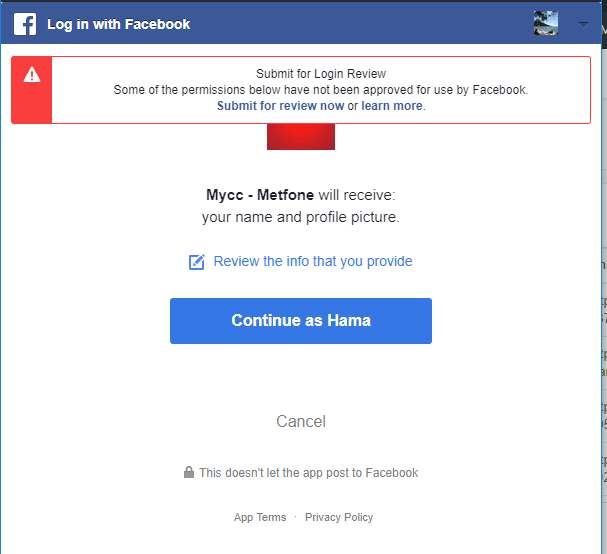 Log in with Facebook
Submit for Login Review
Some of the permissions below have not been approved for use by Facebook.
Submit for review now or learn more.
Mycc - Metfone will receive:
your name and profile picture.
Review the info that you provide
Continue as Hama
Cancel
This doesn't let the app post to Facebook
App Terms · Privacy Policy